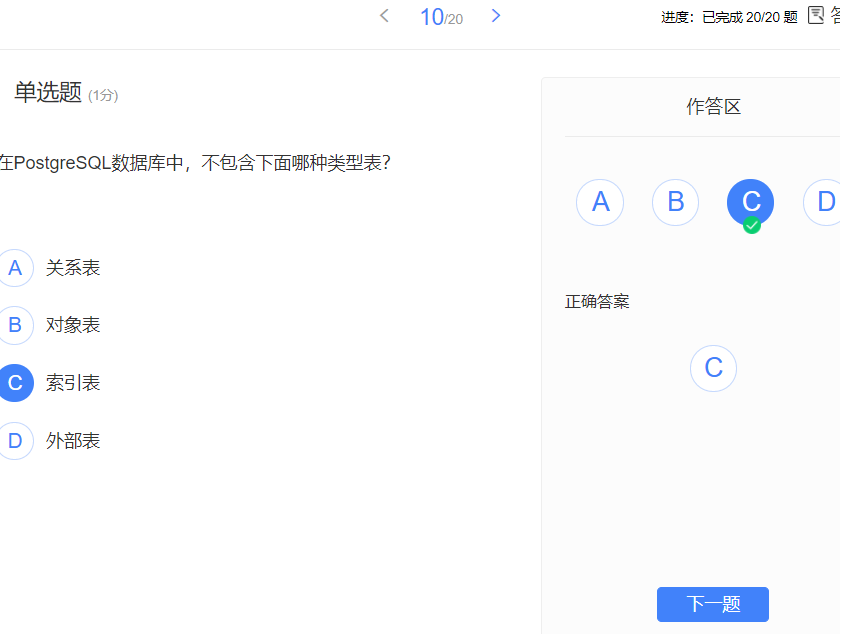 10/20
进度：已完成 20/20 题
单选题 (1分)
在PostgreSQL数据库中，不包含下面哪种类型表?
A 关系表
B 对象表
C 索引表
D 外部表
作答区
A B C D
正确答案
C
下一题